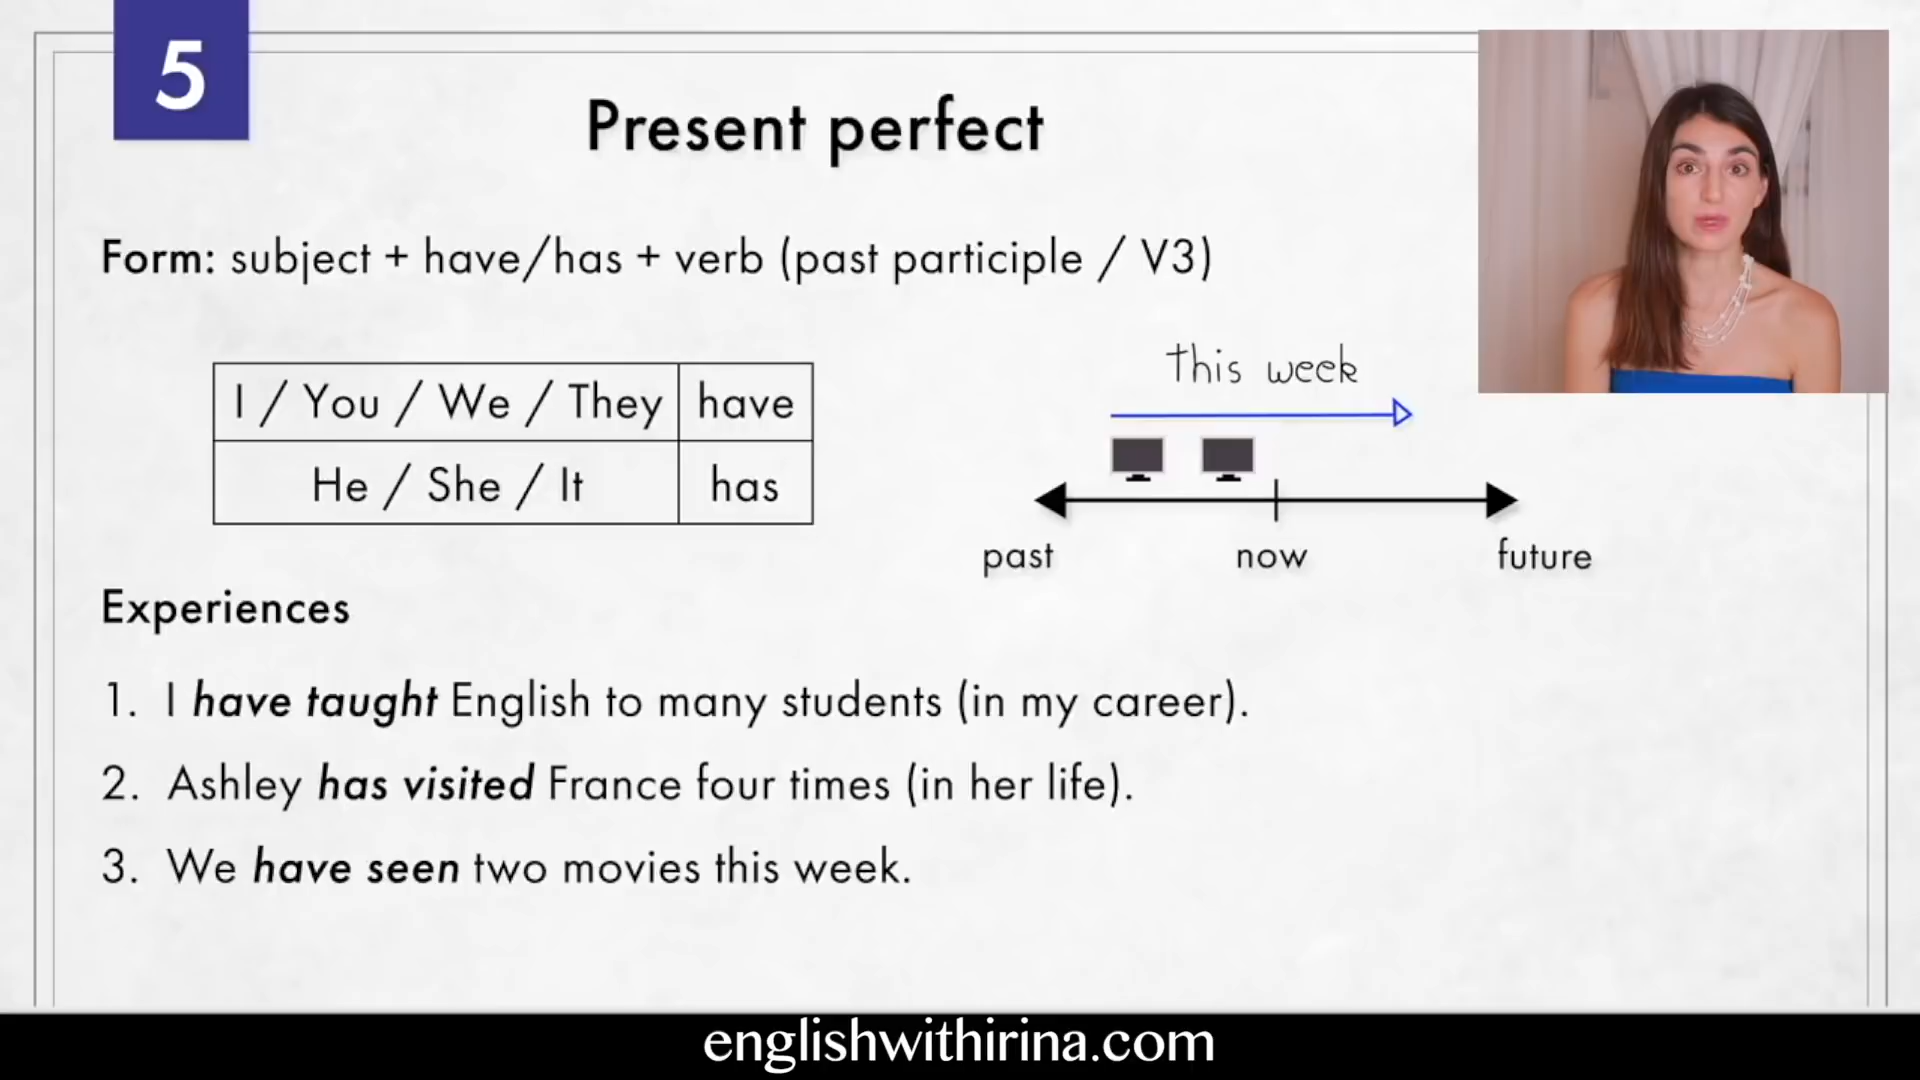 5
Present perfect
Form: subject + have/has + verb (past participle / V3)
I / You / We / They have
He / She / It has
This week
past now future
Experiences
1. I have taught English to many students (in my career).
2. Ashley has visited France four times (in her life).
3. We have seen two movies this week.
englishwithirina.com